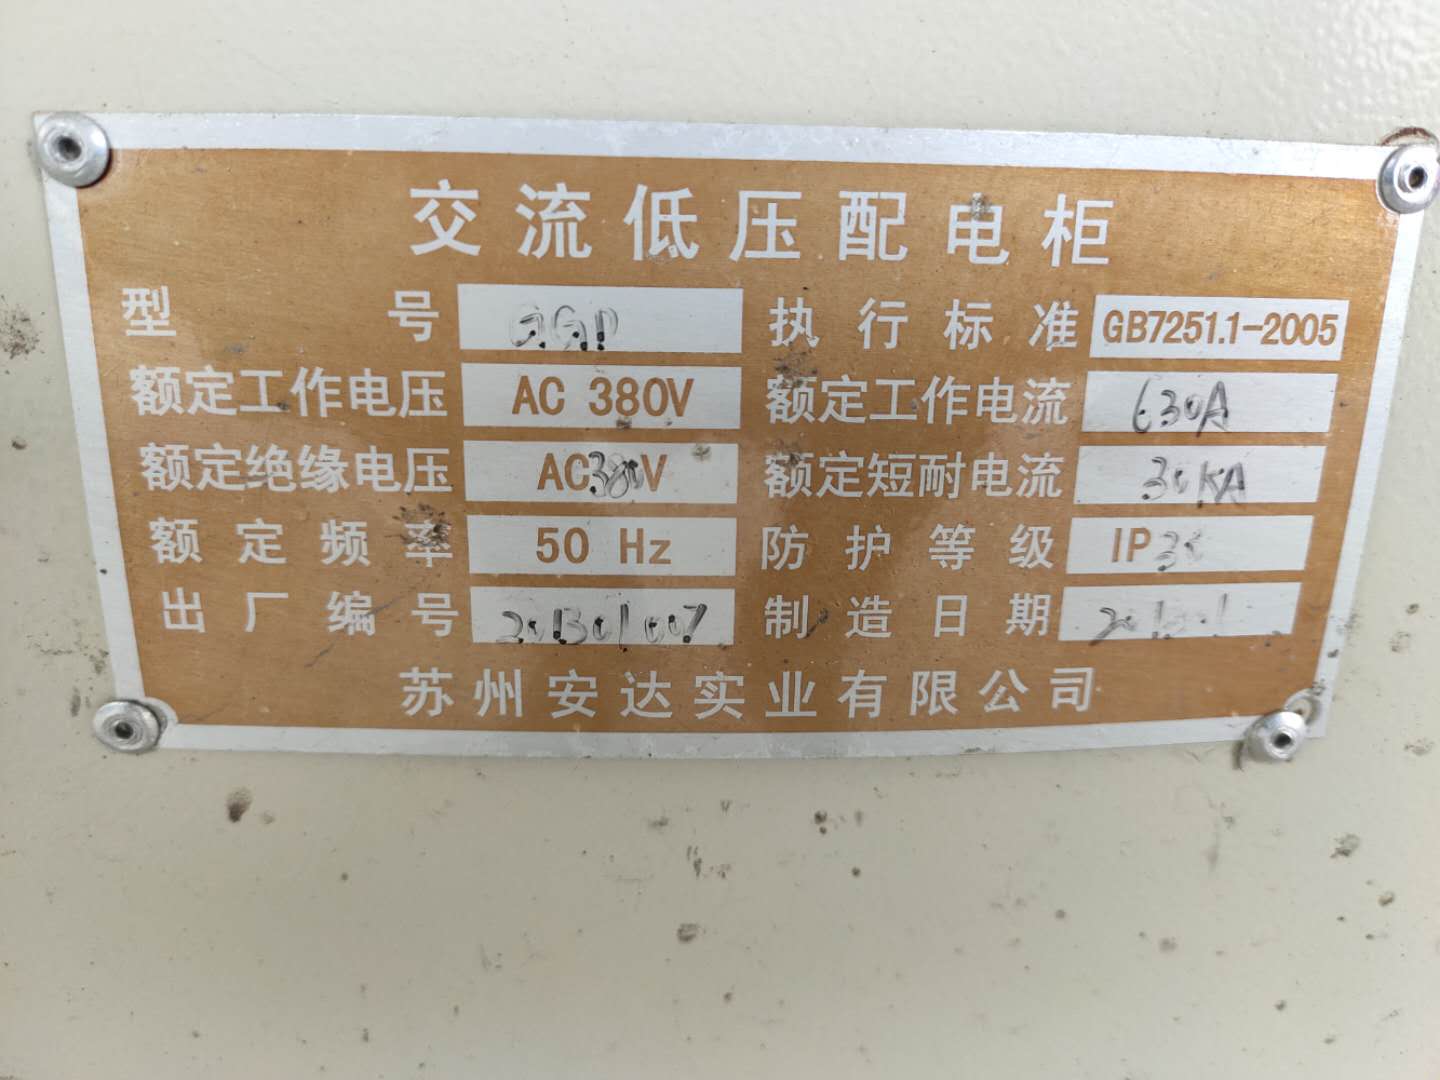 交流低压配电柜
型号 GGD 执行标准 GB7251.1-2005
额定工作电压 AC 380V 额定工作电流 630A
额定绝缘电压 AC380V 额定短耐电流 30KA
额定频率 50 Hz 防护等级 IP30
出厂编号 201301007 制造日期
苏州安达实业有限公司